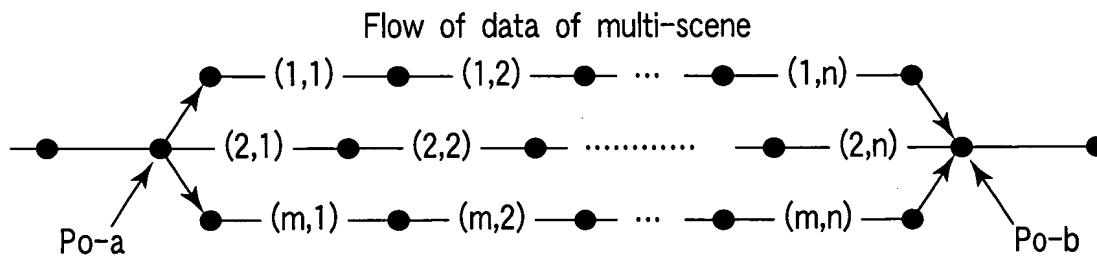 Flow of data of multi-scene
(1,1) (1,2) ... (1,n)
(2,1) (2,2) ............ (2,n)
(m,1) (m,2) ... (m,n)
Po-a Po-b